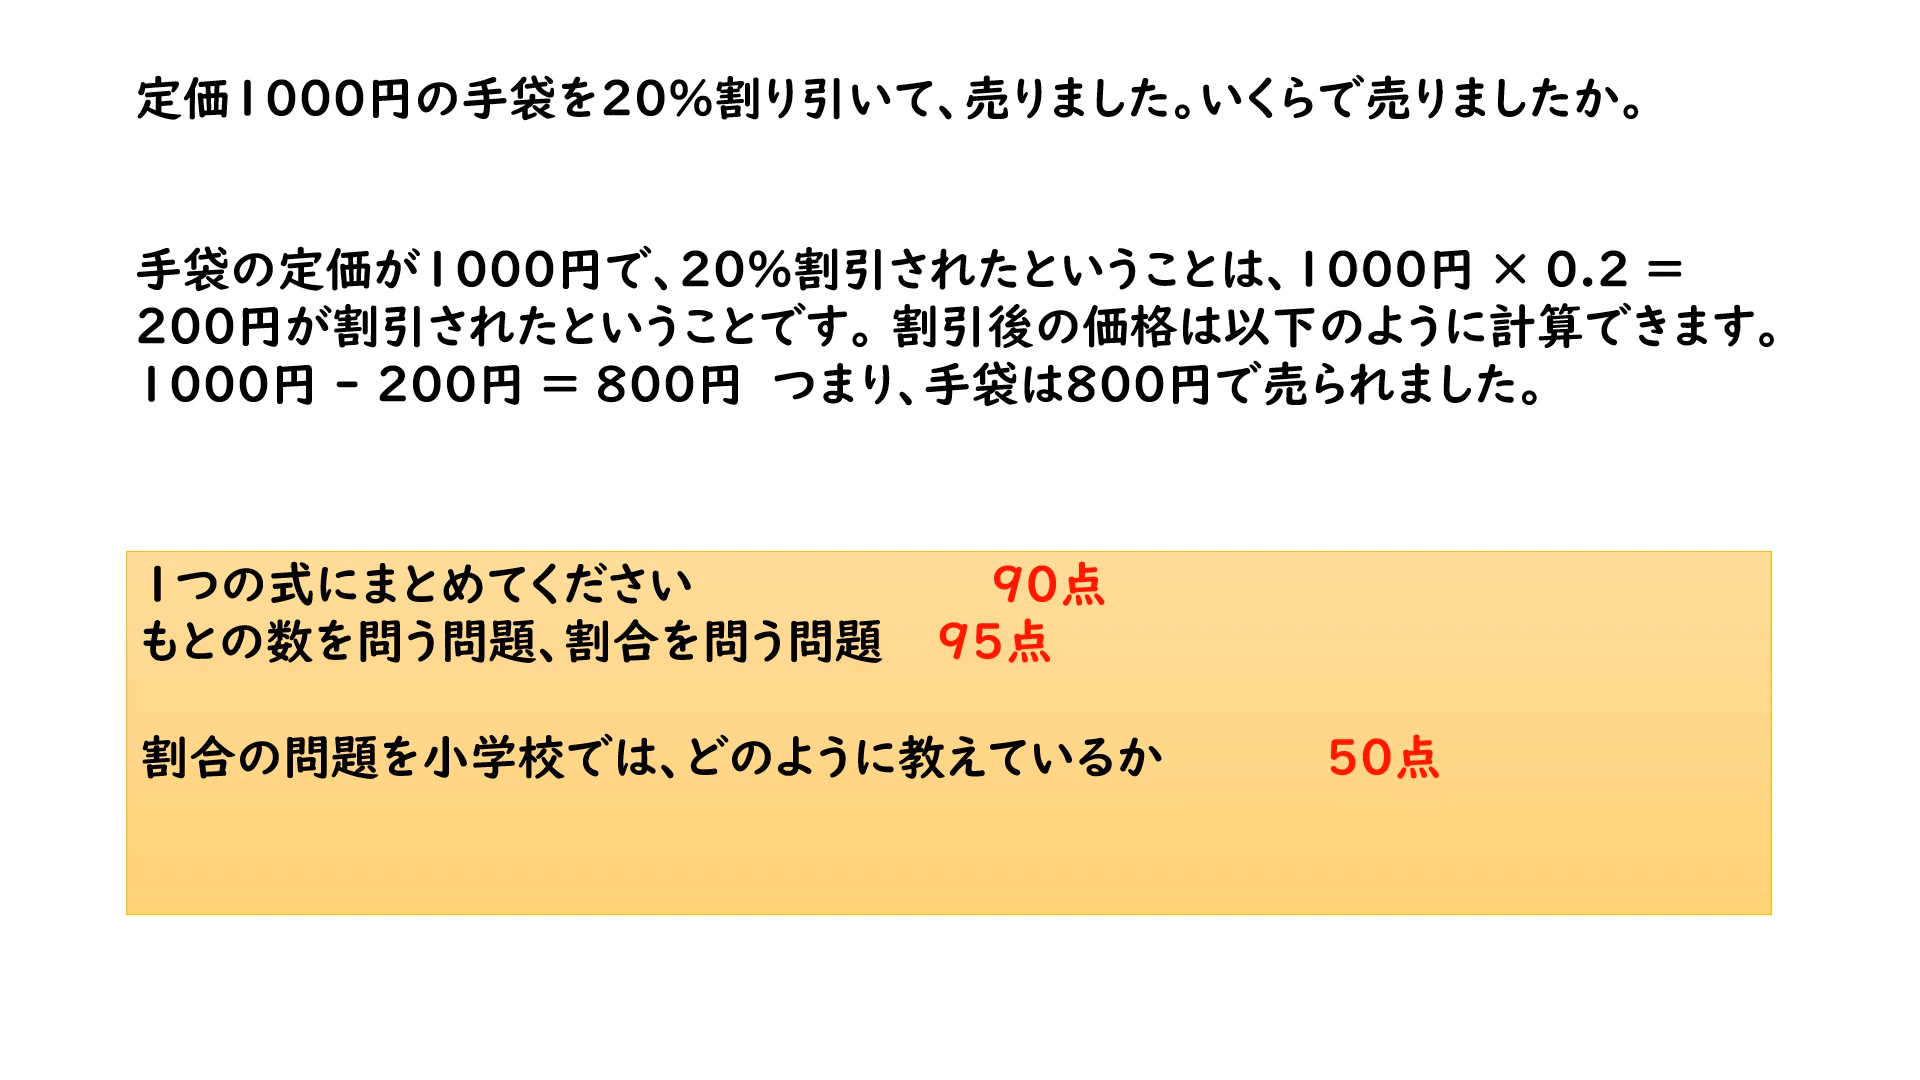 定価1000円の手袋を20%割り引いて、売りました。いくらで売りましたか。
手袋の定価が1000円で、20%割引されたということは、1000円 × 0.2 =
200円が割引されたということです。 割引後の価格は以下のように計算できます。
1000円 - 200円 = 800円 つまり、手袋は800円で売られました。
1つの式にまとめてください 90点
もとの数を問う問題、割合を問う問題 95点
割合の問題を小学校では、どのように教えているか 50点